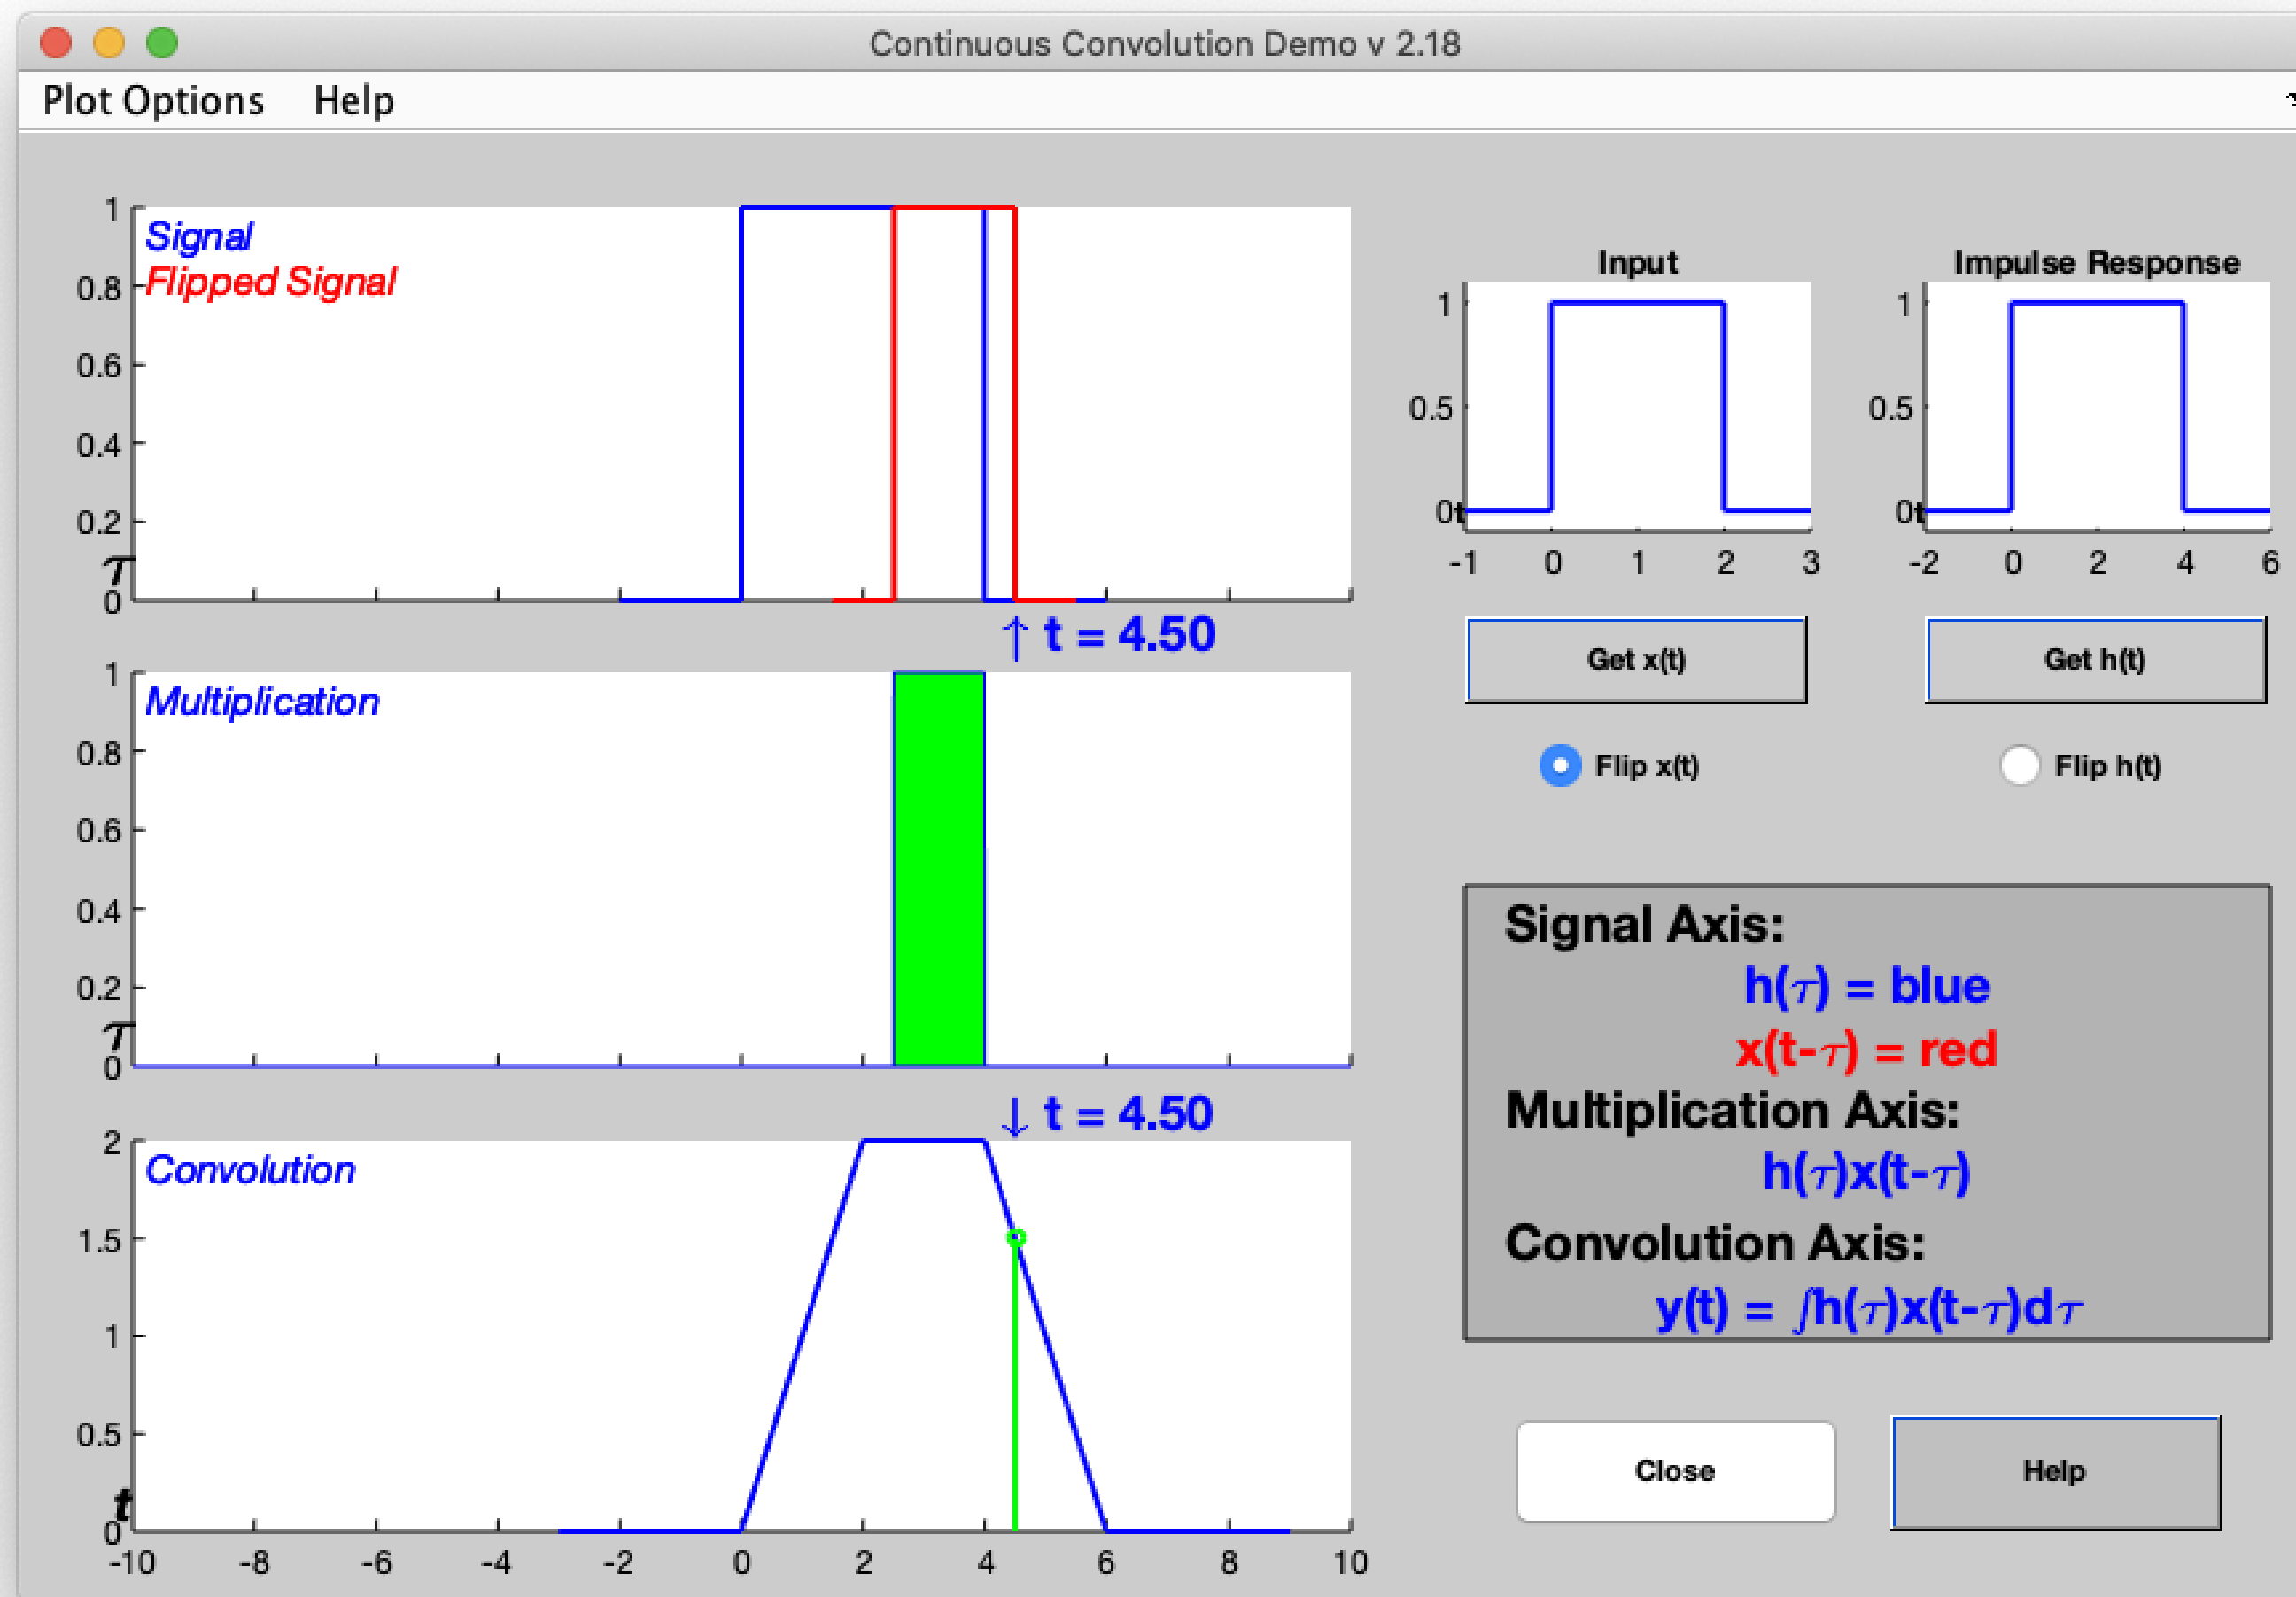 Continuous Convolution Demo v 2.18
Plot Options Help
Signal
Flipped Signal
1
0.8
0.6
0.4
0.2
τ
0
↑ t = 4.50
Multiplication
1
0.8
0.6
0.4
0.2
τ
0
↓ t = 4.50
Convolution
2
1.5
1
0.5
t
0
-10 -8 -6 -4 -2 0 2 4 6 8 10
Input
1
0.5
0t
-1 0 1 2 3
Impulse Response
1
0.5
0t
-2 0 2 4 6
Get x(t) Get h(t)
Flip x(t) Flip h(t)
Signal Axis:
h(τ) = blue
x(t-τ) = red
Multiplication Axis:
h(τ)x(t-τ)
Convolution Axis:
y(t) = ∫h(τ)x(t-τ)dτ
Close Help